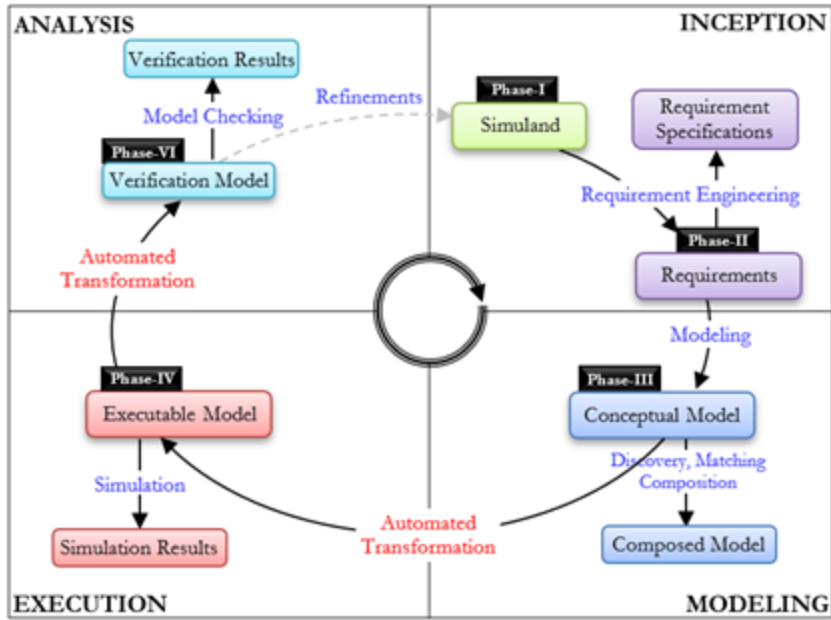 ANALYSIS
Verification Results
Model Checking
Refinements
Phase-VI
Verification Model
Automated
Transformation
INCEPTION
Phase-I
Simuland
Requirement
Specifications
Requirement Engineering
Phase-II
Requirements
Modeling
Phase-III
Conceptual Model
Discovery, Matching
Composition
Composed Model
MODELING
Automated
Transformation
Phase-IV
Executable Model
Simulation
Simulation Results
EXECUTION